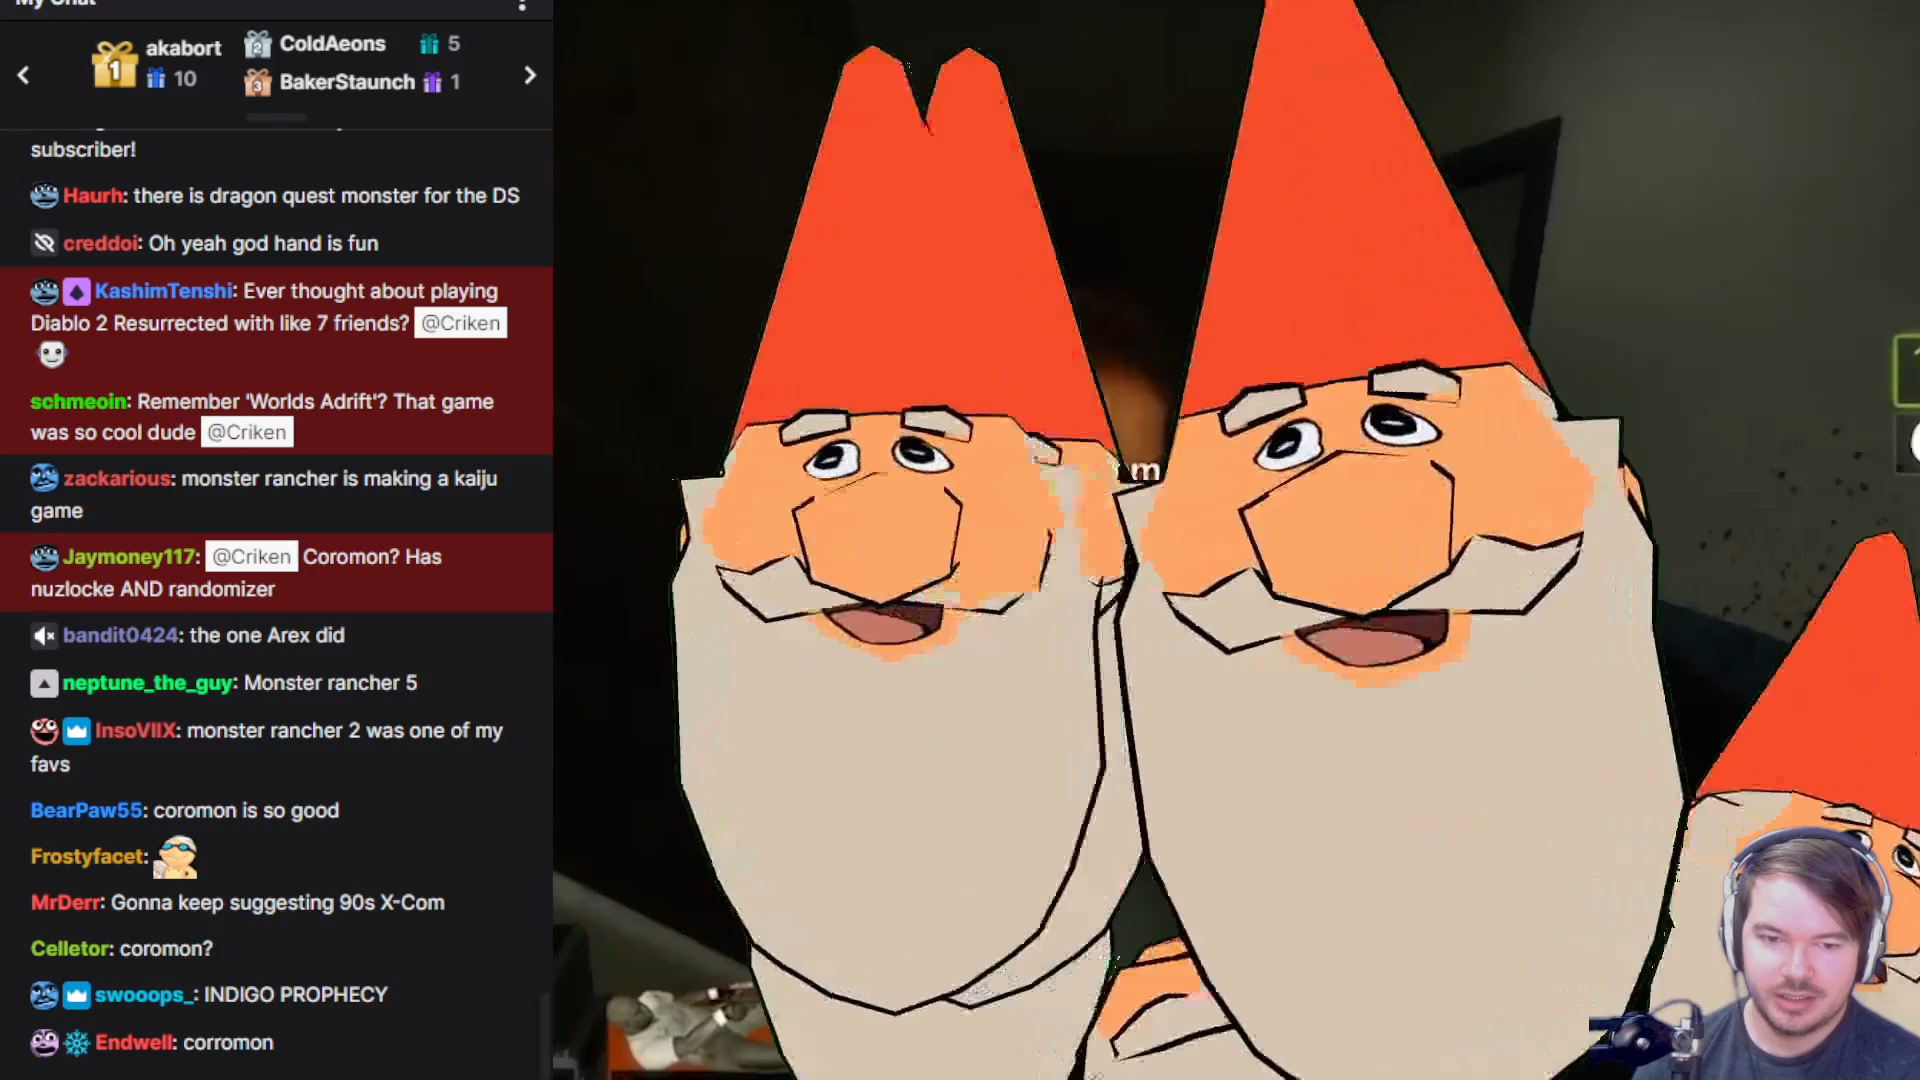 My Chat
akabort
10
1
2 ColdAeons 5
3 BakerStaunch 1
subscriber!
Haurh: there is dragon quest monster for the DS
creddoi: Oh yeah god hand is fun
KashimTenshi: Ever thought about playing
Diablo 2 Resurrected with like 7 friends? @Criken
schmeoin: Remember 'Worlds Adrift'? That game
was so cool dude @Criken
zackarious: monster rancher is making a kaiju
game
Jaymoney117: @Criken Coromon? Has
nuzlocke AND randomizer
bandit0424: the one Arex did
neptune_the_guy: Monster rancher 5
InsoVIIX: monster rancher 2 was one of my
favs
BearPaw55: coromon is so good
Frostyfacet:
MrDerr: Gonna keep suggesting 90s X-Com
Celletor: coromon?
swooops_: INDIGO PROPHECY
Endwell: corromon
m